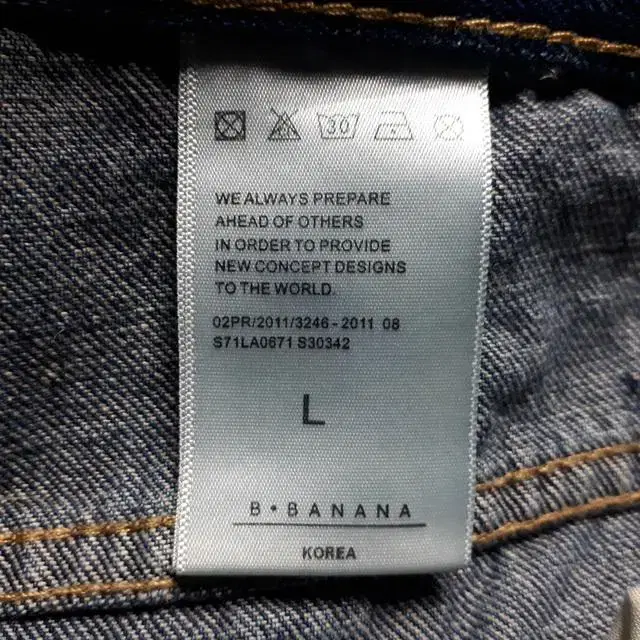 30
WE ALWAYS PREPARE
AHEAD OF OTHERS
IN ORDER TO PROVIDE
NEW CONCEPT DESIGNS
TO THE WORLD.
02PR/2011/3246-2011 08
S71LA0671 S30342
L
B•BANANA
KOREA